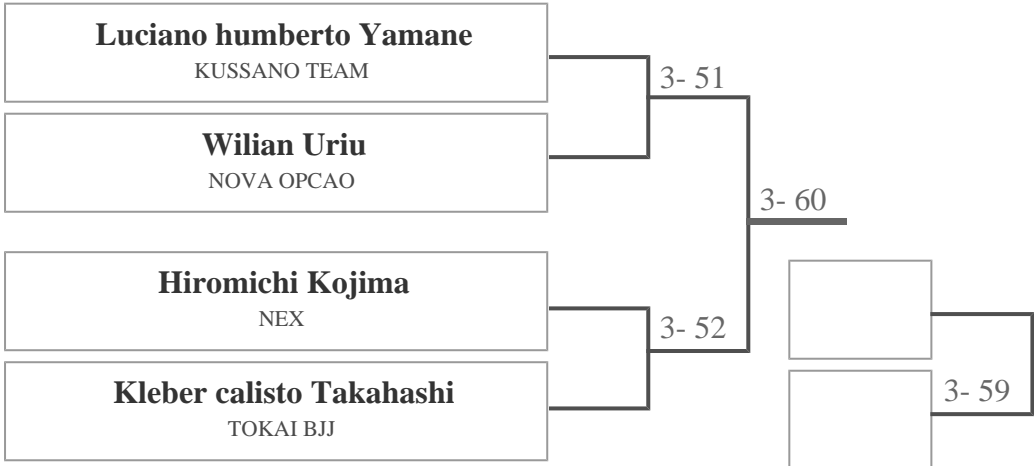 Luciano humberto Yamane
KUSSANO TEAM
3- 51
Wilian Uriu
NOVA OPCAO
3- 60
Hiromichi Kojima
NEX
3- 52
Kleber calisto Takahashi
TOKAI BJJ
3- 59